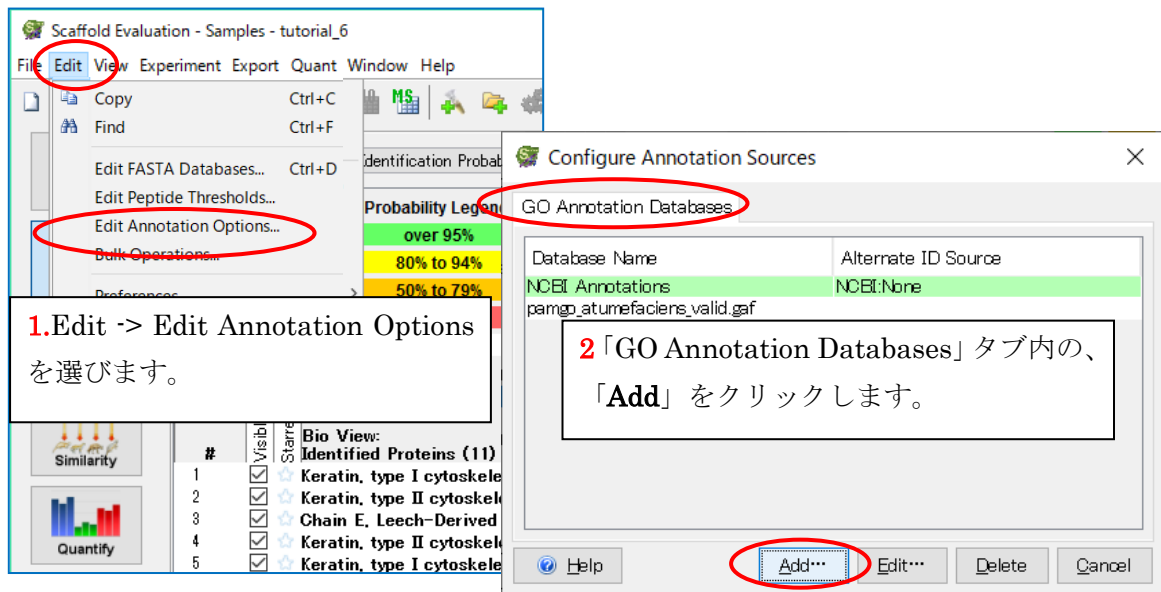 Scaffold Evaluation - Samples - tutorial_6
File Edit View Experiment Export Quant Window Help
Copy Ctrl+C
Find Ctrl+F
Edit FASTA Databases... Ctrl+D
Edit Peptide Thresholds...
Edit Annotation Options...
Bulk Operations...
Preferences
MS
Identification Probab
Probability Legen
over 95%
80% to 94%
50% to 79%
1.Edit -> Edit Annotation Options
を選びます。
Similarity
Quantify
# Visibl Starre Bio View:
Identified Proteins (11)
1 Keratin, type I cytoskele
2 Keratin, type II cytoskele
3 Chain E, Leech-Derived
4 Keratin, type II cytoskele
5 Keratin, type I cytoskele
Configure Annotation Sources
GO Annotation Databases
Database Name Alternate ID Source
NCBI Annotations NCBI:None
pamgo_atumefaciens_valid.gaf
2「GO Annotation Databases」タブ内の、
「Add」をクリックします。
Help Add… Edit… Delete Cancel